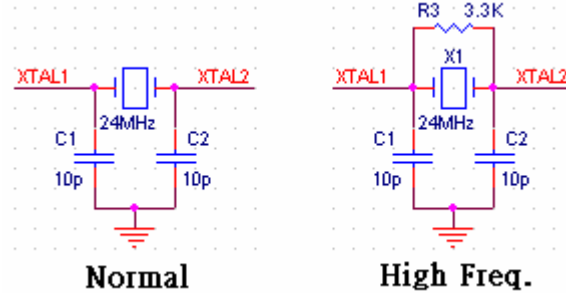 XTAL1
XTAL2
24MHz
C1
C2
10p
10p
Normal
R3 3.3K
X1
XTAL1
XTAL2
24MHz
C1
C2
10p
10p
High Freq.